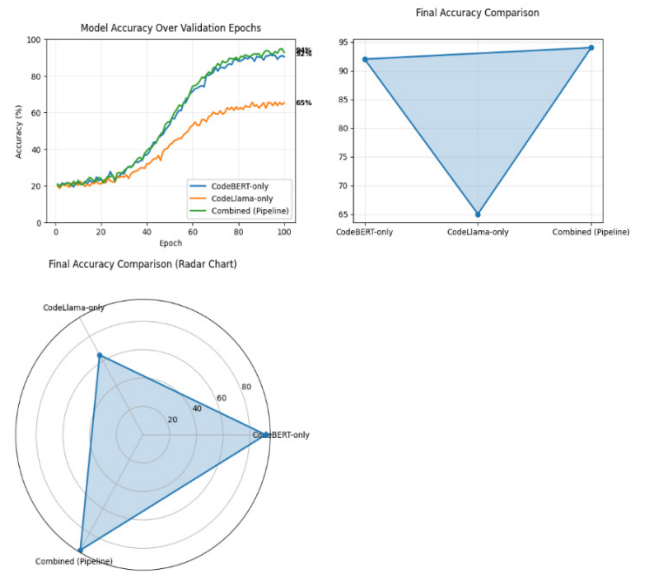 Model Accuracy Over Validation Epochs
Accuracy (%)
100
80
60
40
20
0
94%
92%
65%
CodeBERT-only
CodeLlama-only
Combined (Pipeline)
0
20
40
60
80
100
Epoch
Final Accuracy Comparison
95
90
85
80
75
70
65
CodeBERT-only
CodeLlama-only
Combined (Pipeline)
Final Accuracy Comparison (Radar Chart)
CodeLlama-only
80
60
40
20
CodeBERT-only
Combined (Pipeline)